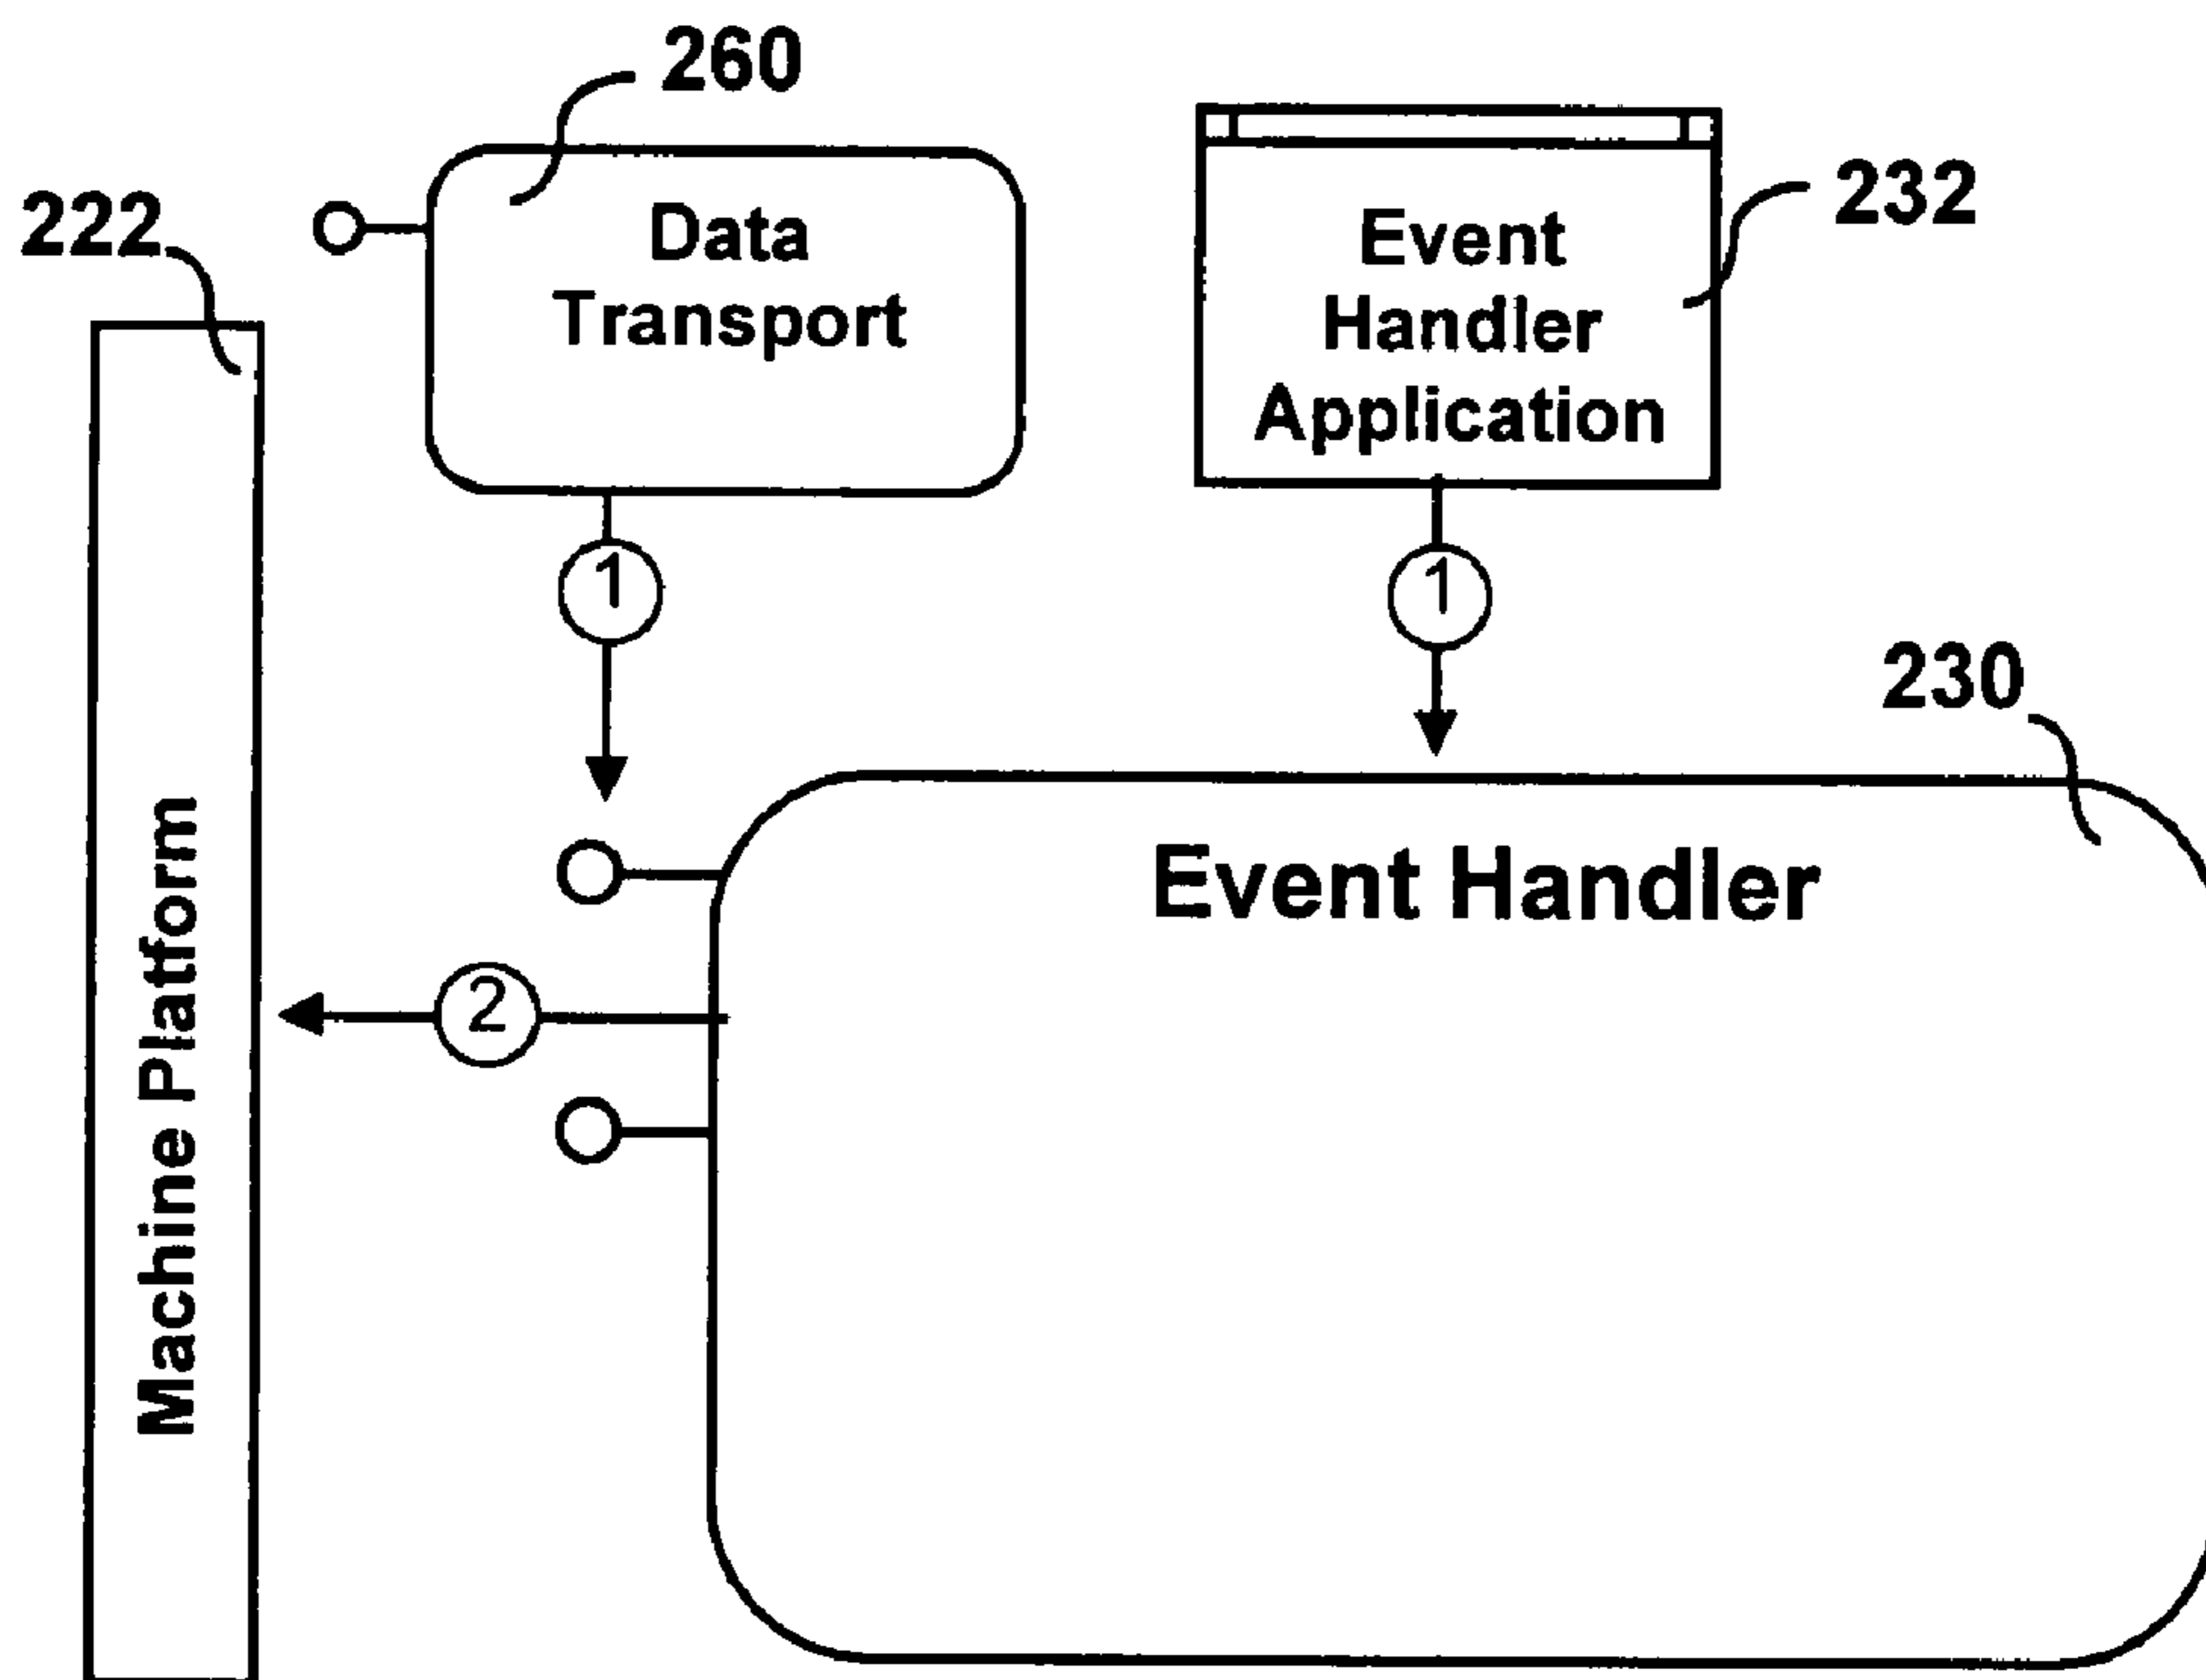 260
222
232
Data
Transport
Event
Handler
Application
1
1
230
Event Handler
2
Machine Platform